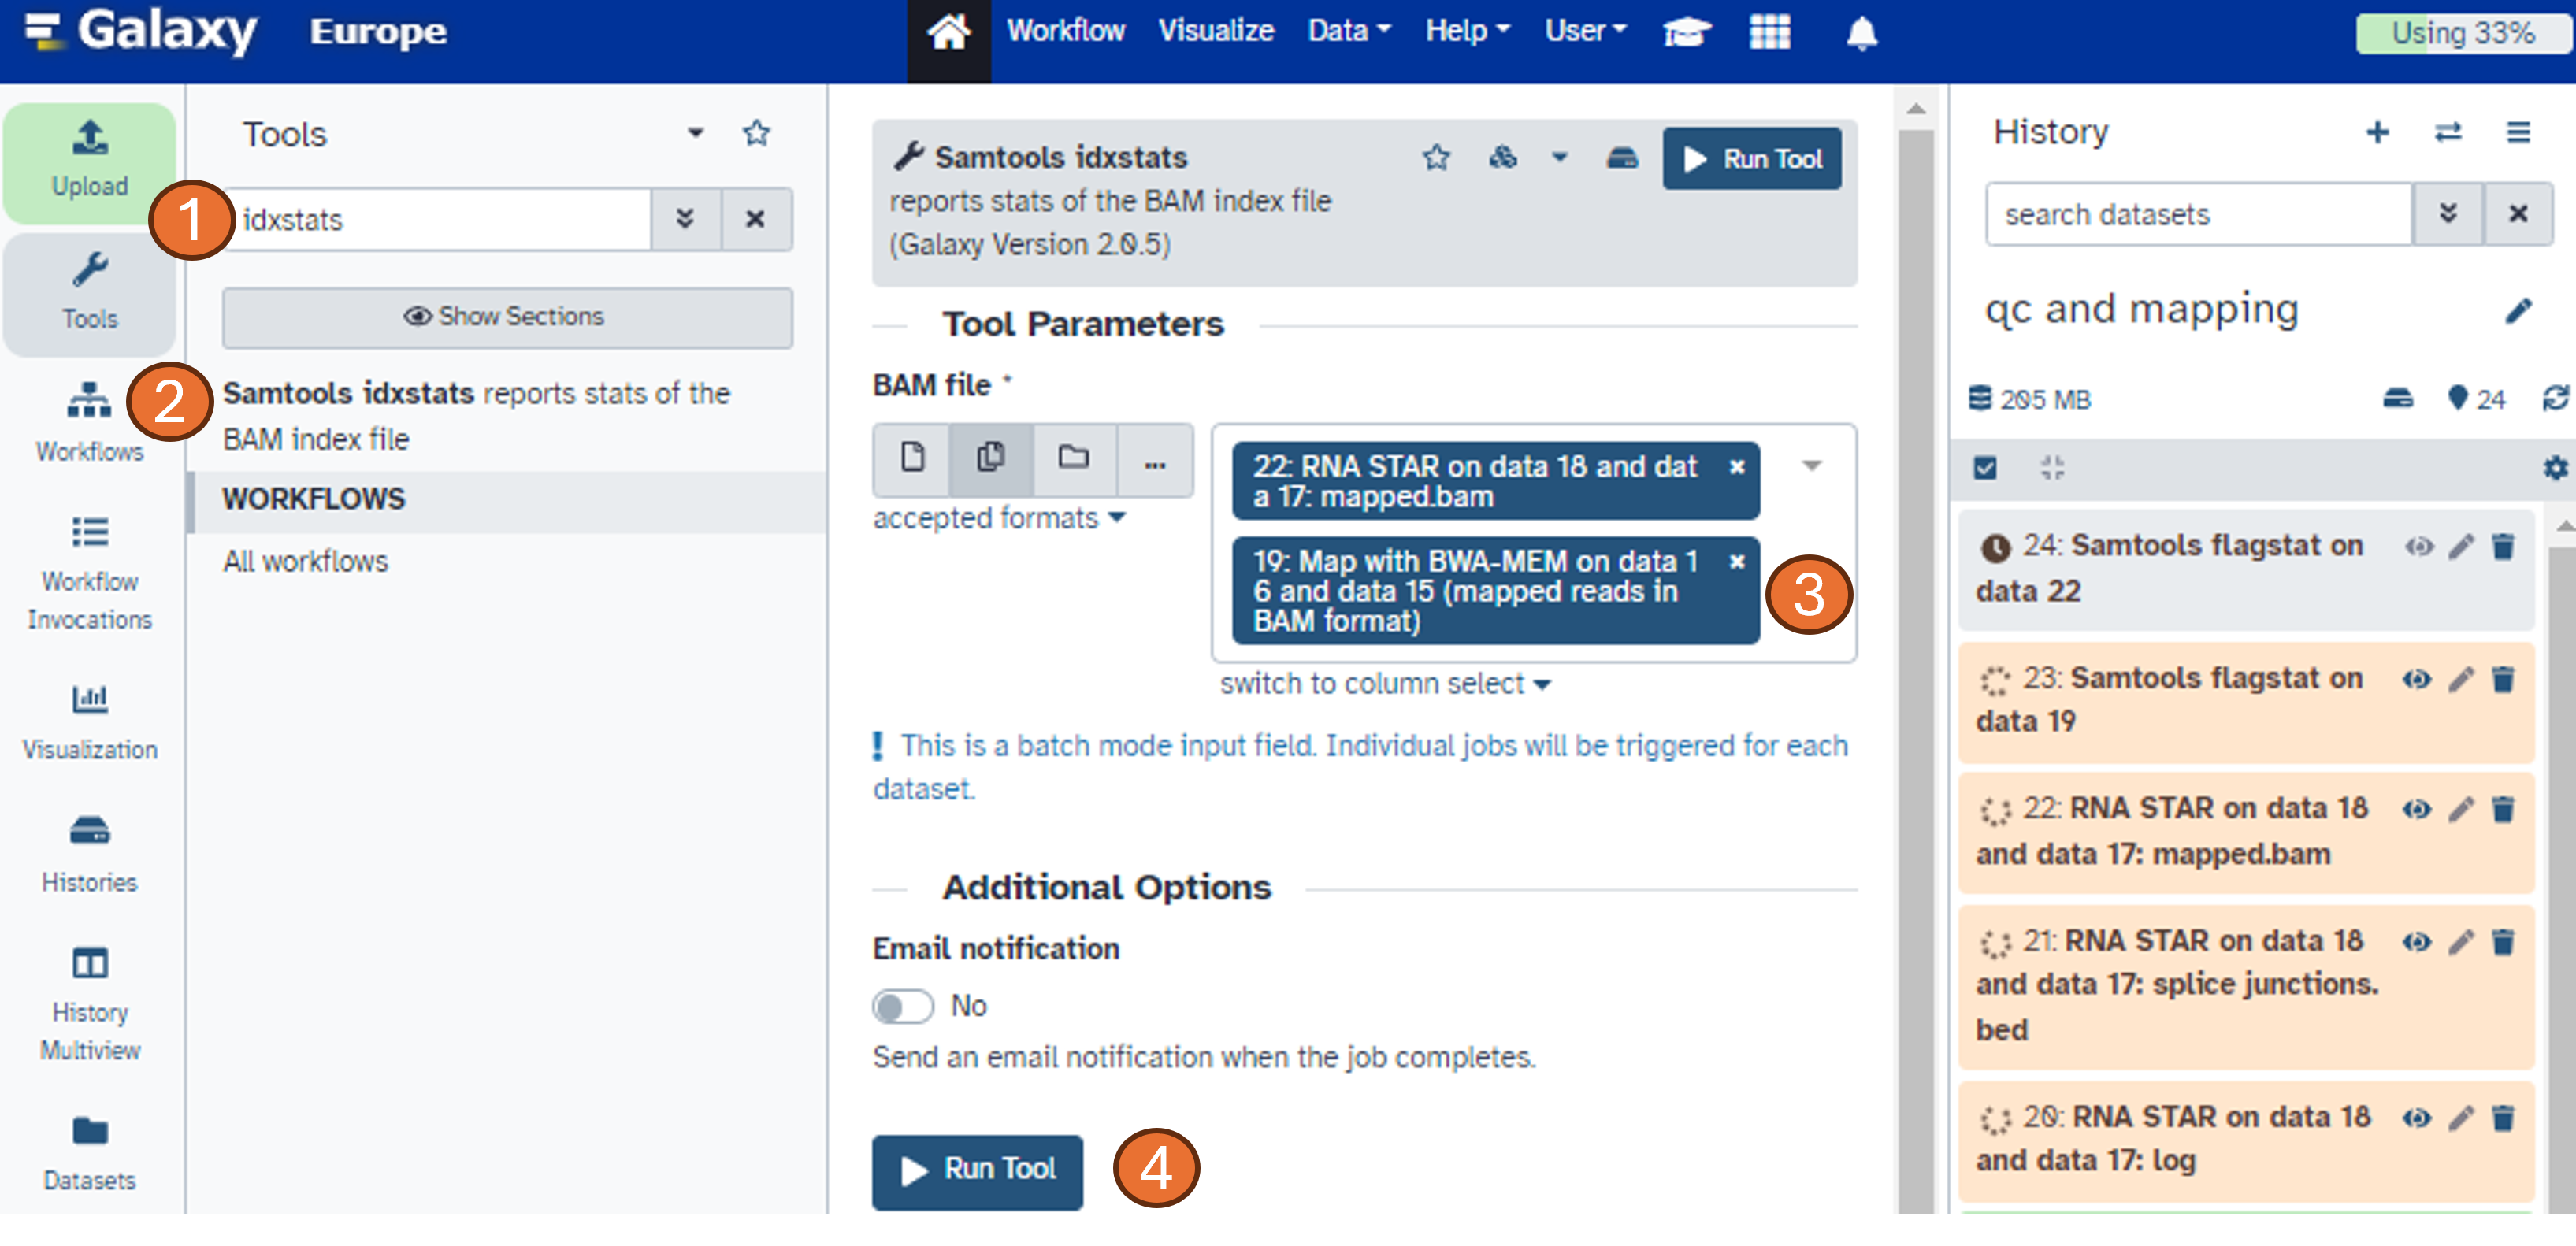 Galaxy Europe
Workflow Visualize Data Help User
Using 33%
Upload
Tools
Workflows
Workflow
Invocations
Visualization
Histories
History
Multiview
Datasets
Tools
1
idxstats
Show Sections
2
Samtools idxstats reports stats of the
BAM index file
WORKFLOWS
All workflows
Samtools idxstats
Run Tool
reports stats of the BAM index file
(Galaxy Version 2.0.5)
Tool Parameters
BAM file *
...
accepted formats
22: RNA STAR on data 18 and dat
a 17: mapped.bam
19: Map with BWA-MEM on data 1
6 and data 15 (mapped reads in
BAM format)
3
switch to column select
! This is a batch mode input field. Individual jobs will be triggered for each
dataset.
Additional Options
Email notification
No
Send an email notification when the job completes.
Run Tool
4
History
search datasets
qc and mapping
205 MB
24
24: Samtools flagstat on
data 22
23: Samtools flagstat on
data 19
22: RNA STAR on data 18
and data 17: mapped.bam
21: RNA STAR on data 18
and data 17: splice junctions.
bed
20: RNA STAR on data 18
and data 17: log